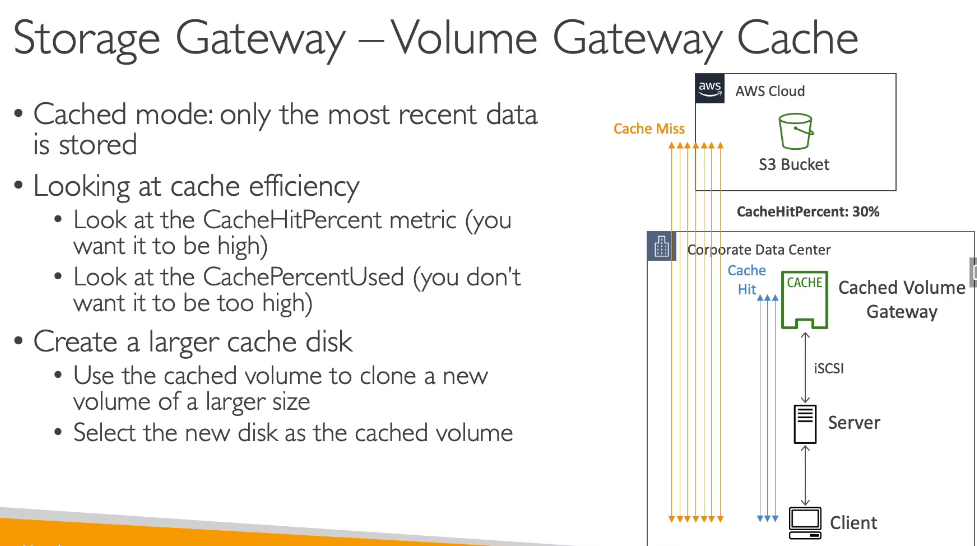 Storage Gateway – Volume Gateway Cache
• Cached mode: only the most recent data
is stored
• Looking at cache efficiency
• Look at the CacheHitPercent metric (you
want it to be high)
• Look at the CachePercentUsed (you don't
want it to be too high)
• Create a larger cache disk
• Use the cached volume to clone a new
volume of a larger size
• Select the new disk as the cached volume
aws
AWS Cloud
Cache Miss
S3 Bucket
CacheHitPercent: 30%
Corporate Data Center
Cache
Hit
CACHE
Cached Volume
Gateway
iSCSI
Server
Client